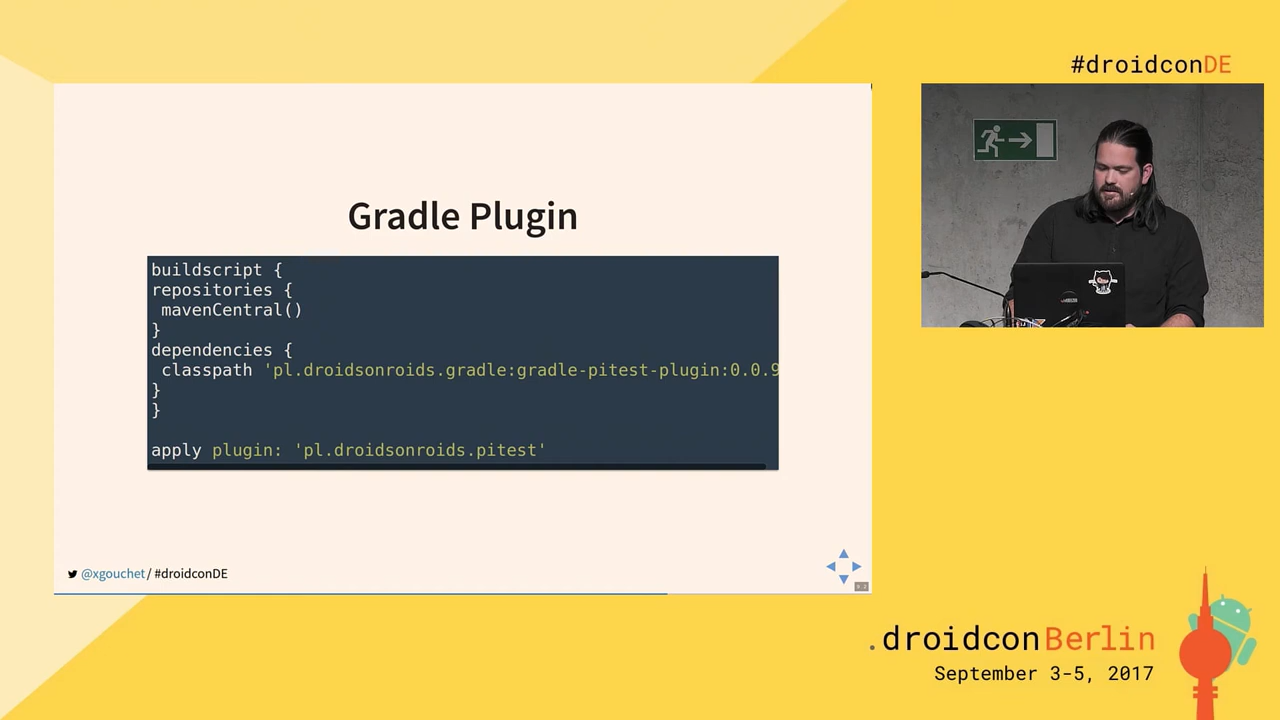 #droidconDE
Gradle Plugin
buildscript {
repositories {
 mavenCentral()
}
dependencies {
 classpath 'pl.droidsonroids.gradle:gradle-pitest-plugin:0.0.9
}
}
apply plugin: 'pl.droidsonroids.pitest'
@xgouchet / #droidconDE
.droidconBerlin
September 3-5, 2017